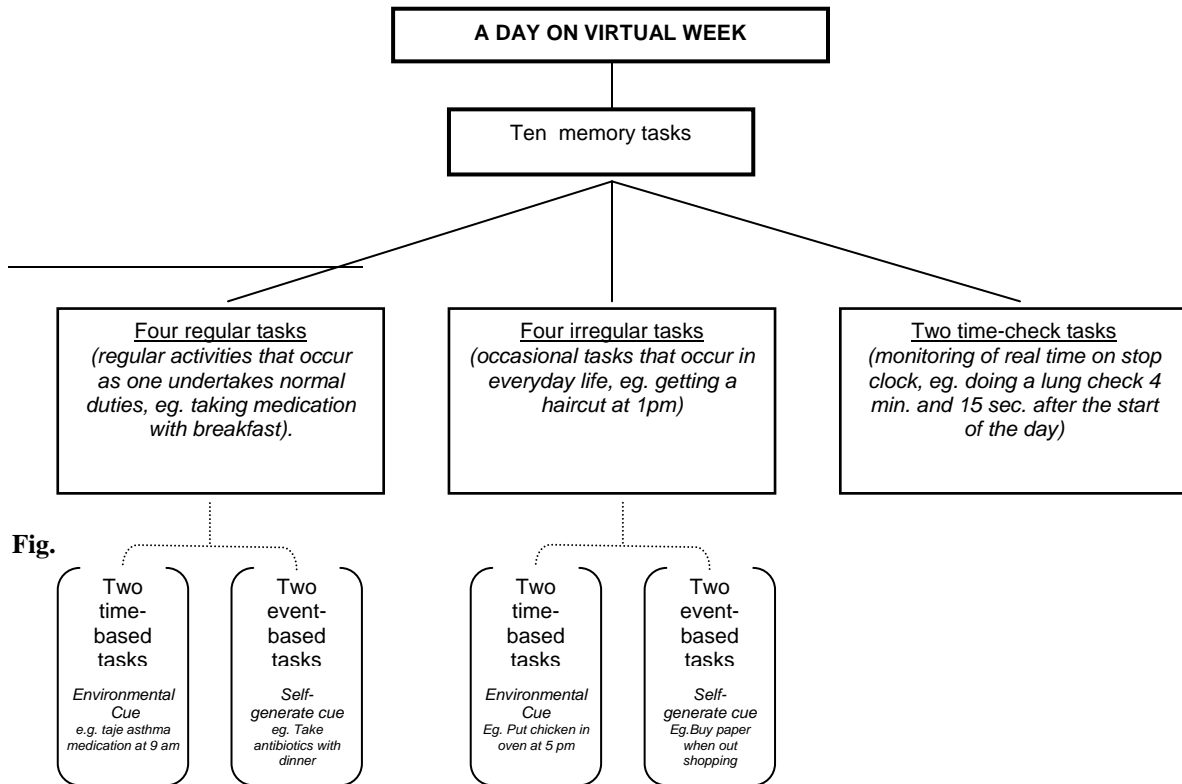 A DAY ON VIRTUAL WEEK
Ten memory tasks
Four regular tasks
(regular activities that occur
as one undertakes normal
duties, eg. taking medication
with breakfast).
Four irregular tasks
(occasional tasks that occur in
everyday life, eg. getting a
haircut at 1pm)
Two time-check tasks
(monitoring of real time on stop
clock, eg. doing a lung check 4
min. and 15 sec. after the start
of the day)
Fig.
Two
time-
based
tasks
Environmental
Cue
e.g. taje asthma
medication at 9 am
Two
event-
based
tasks
Self-
generate cue
eg. Take
antibiotics with
dinner
Two
time-
based
tasks
Environmental
Cue
Eg. Put chicken in
oven at 5 pm
Two
event-
based
tasks
Self-
generate cue
Eg.Buy paper
when out
shopping